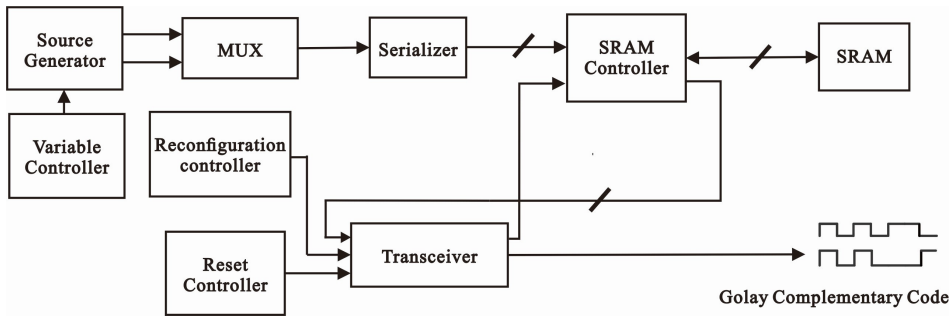 Source
Generator
MUX
Serializer
SRAM
Controller
SRAM
Variable
Controller
Reconfiguration
controller
Reset
Controller
Transceiver
Golay Complementary Code